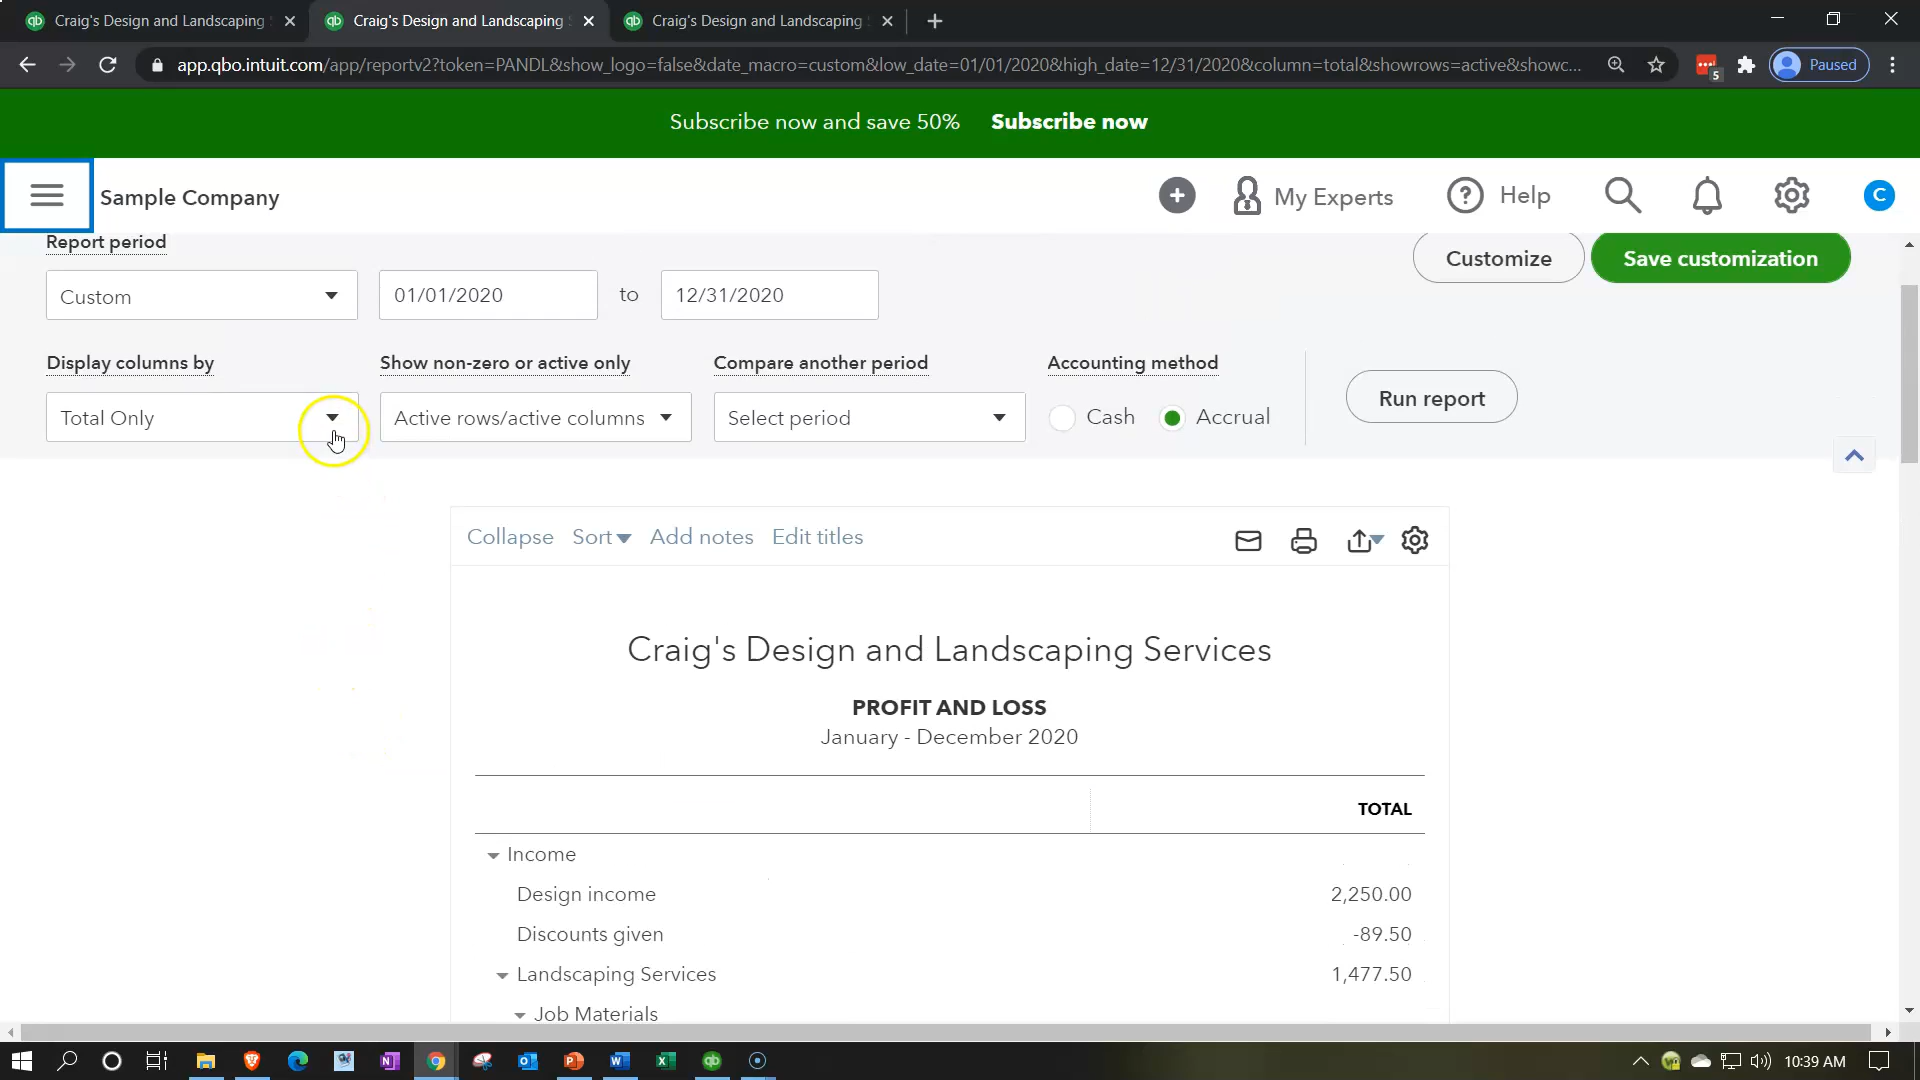 Craig's Design and Landscaping
Craig's Design and Landscaping
Craig's Design and Landscaping
app.qbo.intuit.com/app/reportv2?token=PANDL&show_logo=false&date_macro=custom&low_date=01/01/2020&high_date=12/31/2020&column=total&showrows=active&showc...
5
Paused
Subscribe now and save 50% Subscribe now
Sample Company
My Experts
Help
C
Report period
Customize
Save customization
Custom
01/01/2020
to
12/31/2020
Display columns by
Show non-zero or active only
Compare another period
Accounting method
Total Only
Active rows/active columns
Select period
Cash
Accrual
Run report
Collapse Sort Add notes Edit titles
Craig's Design and Landscaping Services
PROFIT AND LOSS
January - December 2020
TOTAL
Income
Design income 2,250.00
Discounts given -89.50
Landscaping Services 1,477.50
Job Materials
10:39 AM